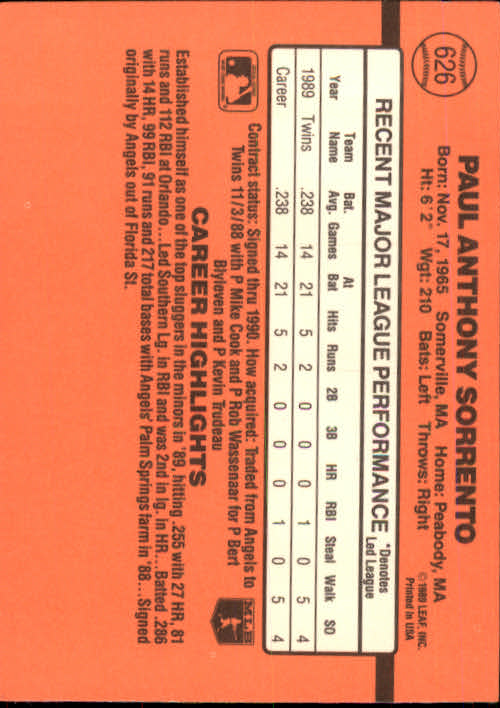 626
PAUL ANTHONY SORRENTO
Born: Nov. 17, 1965 Somerville, MA Home: Peabody, MA
Ht: 6'2" Wgt: 210 Bats: Left Throws: Right
© 1989 LEAF, INC.
Printed in USA
RECENT MAJOR LEAGUE PERFORMANCE *Denotes
Led League
Team Bat. At
Year Name Avg. Games Bat Hits Runs 2B 3B HR RBI Steal Walk SO
1989 Twins .238 14 21 5 2 0 0 0 1 0 5 4
Career .238 14 21 5 2 0 0 0 1 0 5 4
Contract status: Signed thru 1990. How acquired: Traded from Angels to
Twins 11/3/88 with P Mike Cook and P Rob Wassenaar for P Bert
Blyleven and P Kevin Trudeau
MLB
CAREER HIGHLIGHTS
Established himself as one of the top sluggers in the minors in '89, hitting .255 with 27 HR, 81
runs and 112 RBI at Orlando...Led Southern Lg. in RBI and was 2nd in lg. in HR...Batted .286
with 14 HR, 99 RBI, 91 runs and 217 total bases with Angels' Palm Springs farm in '88...Signed
originally by Angels out of Florida St.